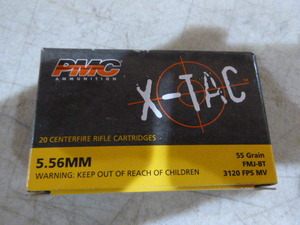 PMC
AMMUNITION
X-TAC
20 CENTERFIRE RIFLE CARTRIDGES
5.56MM
55 Grain
FMJ-BT
3120 FPS MV
WARNING: KEEP OUT OF REACH OF CHILDREN